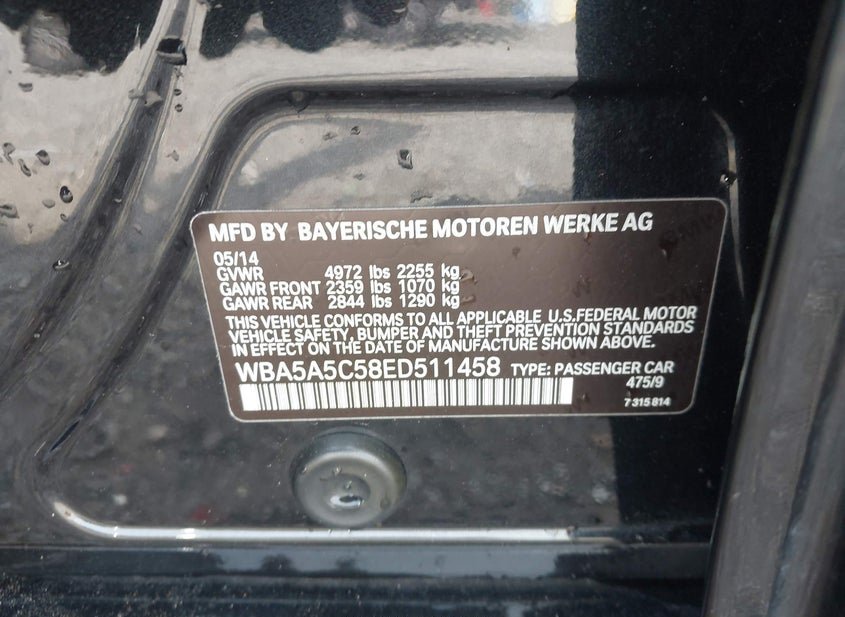 MFD BY BAYERISCHE MOTOREN WERKE AG
05/14
GVWR 4972 lbs 2255 kg
GAWR FRONT 2359 lbs 1070 kg
GAWR REAR 2844 lbs 1290 kg
THIS VEHICLE CONFORMS TO ALL APPLICABLE U.S.FEDERAL MOTOR
VEHICLE SAFETY, BUMPER AND THEFT PREVENTION STANDARDS
IN EFFECT ON THE DATE OF MANUFACTURE SHOWN ABOVE.
WBA5A5C58ED511458 TYPE: PASSENGER CAR
475/9
7 315 814